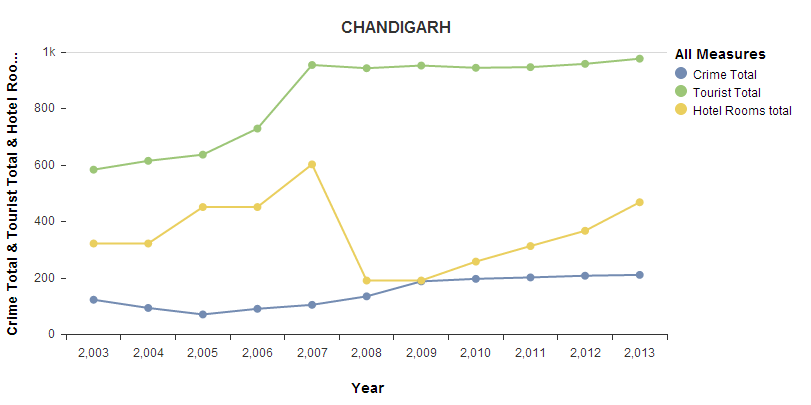 CHANDIGARH
Crime Total & Tourist Total & Hotel Roo...
1k
800
600
400
200
0
2,003 2,004 2,005 2,006 2,007 2,008 2,009 2,010 2,011 2,012 2,013
Year
All Measures
Crime Total
Tourist Total
Hotel Rooms total